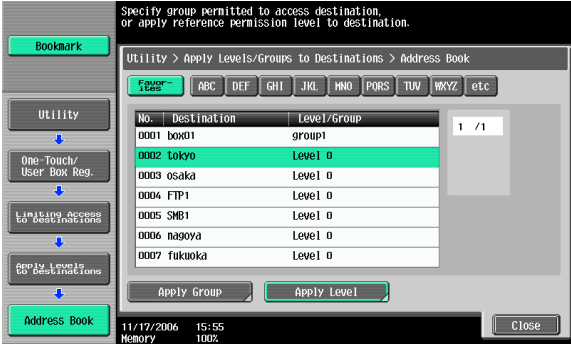 Specify group permitted to access destination,
or apply reference permission level to destination.
Bookmark
Utility > Apply Levels/Groups to Destinations > Address Book
Favor-
ites
ABC DEF GHI JKL MNO PQRS TUV WXYZ etc
Utility
No. Destination Level/Group
0001 box01 group1
1 /1
0002 tokyo Level 0
One-Touch/
User Box Reg.
0003 osaka Level 0
0004 FTP1 Level 0
Limiting Access
to Destinations
0005 SMB1 Level 0
0006 nagoya Level 0
0007 fukuoka Level 0
Apply Levels
to Destinations
Apply Group Apply Level
Address Book
11/17/2006 15:55
Memory 100%
Close